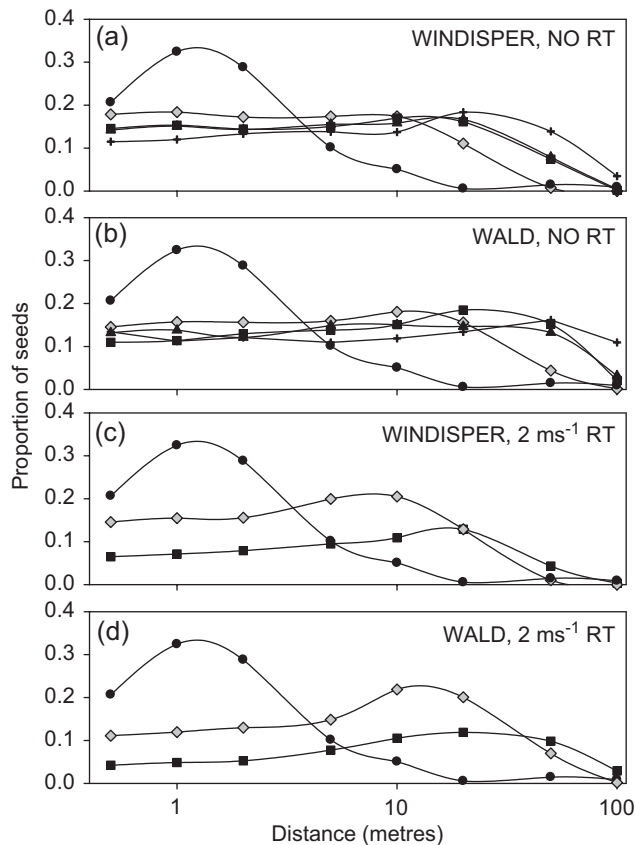 (a) WINDISPER, NO RT
0.4
0.3
0.2
0.1
0.0
(b) WALD, NO RT
0.4
0.3
0.2
0.1
0.0
(c) WINDISPER, 2 ms⁻¹ RT
0.4
0.3
0.2
0.1
0.0
(d) WALD, 2 ms⁻¹ RT
0.4
0.3
0.2
0.1
0.0
Proportion of seeds
1 10 100
Distance (metres)